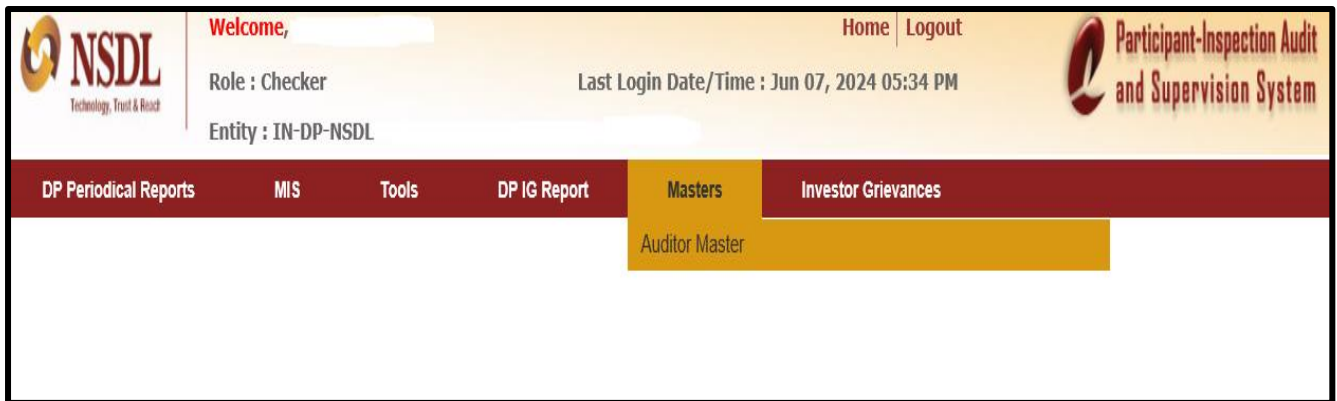 NSDL
Technology, Trust & Reach
Welcome,
Home | Logout
Role : Checker
Last Login Date/Time : Jun 07, 2024 05:34 PM
Entity : IN-DP-NSDL
Participant-Inspection Audit
and Supervision System
DP Periodical Reports MIS Tools DP IG Report Masters Investor Grievances
Auditor Master